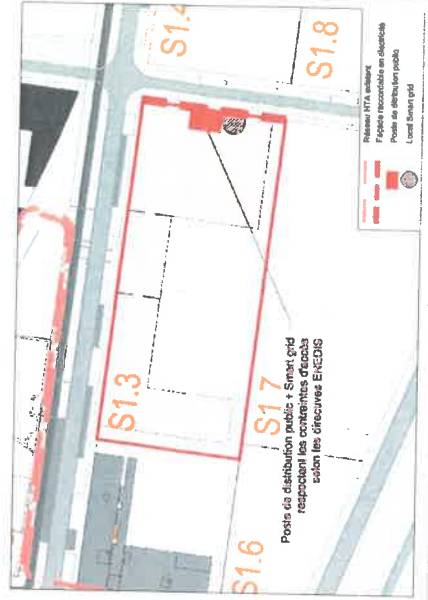 S1.4
S1.8
S1.3
S1.7
S1.6
Poste de distribution public + Smart grid
respectant les contraintes d'accès
selon les directives ENEDIS
Réseau HTA existant
Façade raccordable en électricité
Poste de distribution public
Local Smart grid